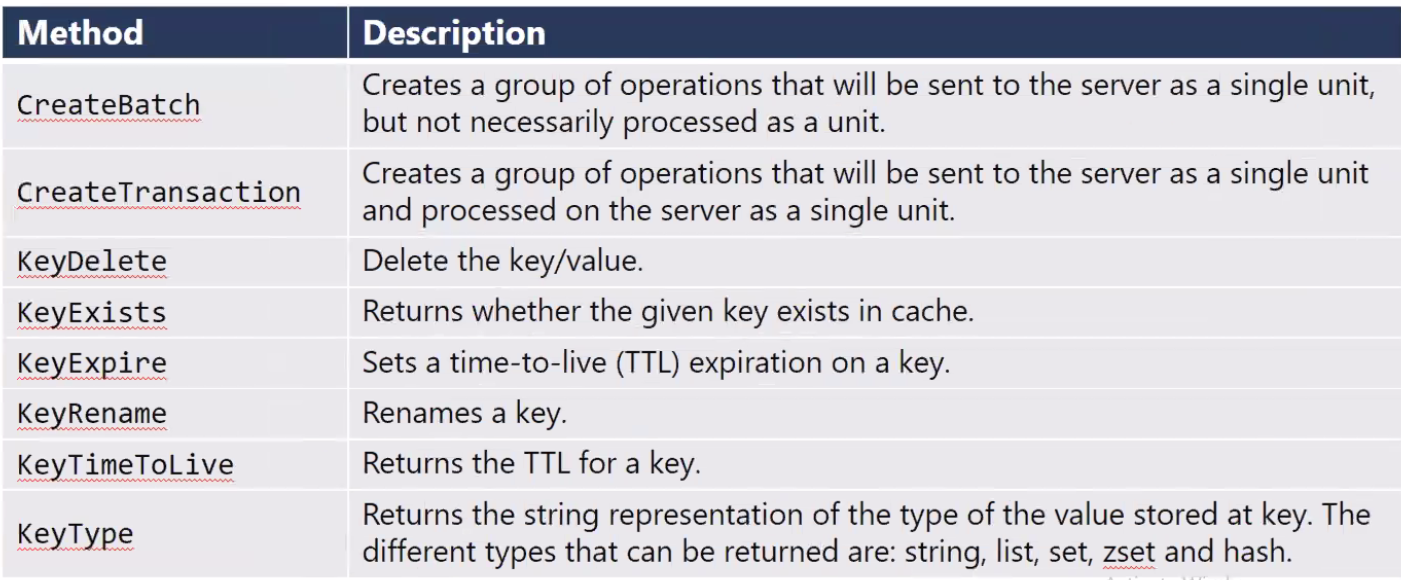 Method Description
CreateBatch
Creates a group of operations that will be sent to the server as a single unit,
but not necessarily processed as a unit.
CreateTransaction
Creates a group of operations that will be sent to the server as a single unit
and processed on the server as a single unit.
KeyDelete Delete the key/value.
KeyExists Returns whether the given key exists in cache.
KeyExpire Sets a time-to-live (TTL) expiration on a key.
KeyRename Renames a key.
KeyTimeToLive Returns the TTL for a key.
KeyType
Returns the string representation of the type of the value stored at key. The
different types that can be returned are: string, list, set, zset and hash.